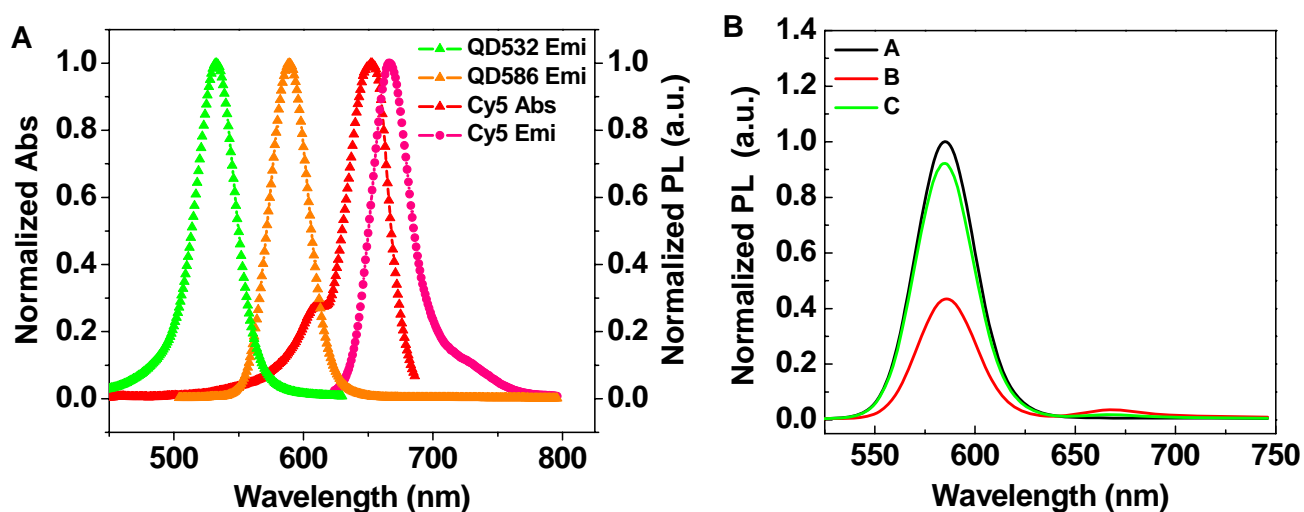 A
QD532 Emi
QD586 Emi
Cy5 Abs
Cy5 Emi
Normalized Abs
1.0
0.8
0.6
0.4
0.2
0.0
1.0
0.8
0.6
0.4
0.2
0.0
Normalized PL (a.u.)
500 600 700 800
Wavelength (nm)
B
A
B
C
Normalized PL (a.u.)
1.4
1.2
1.0
0.8
0.6
0.4
0.2
0.0
550 600 650 700 750
Wavelength (nm)